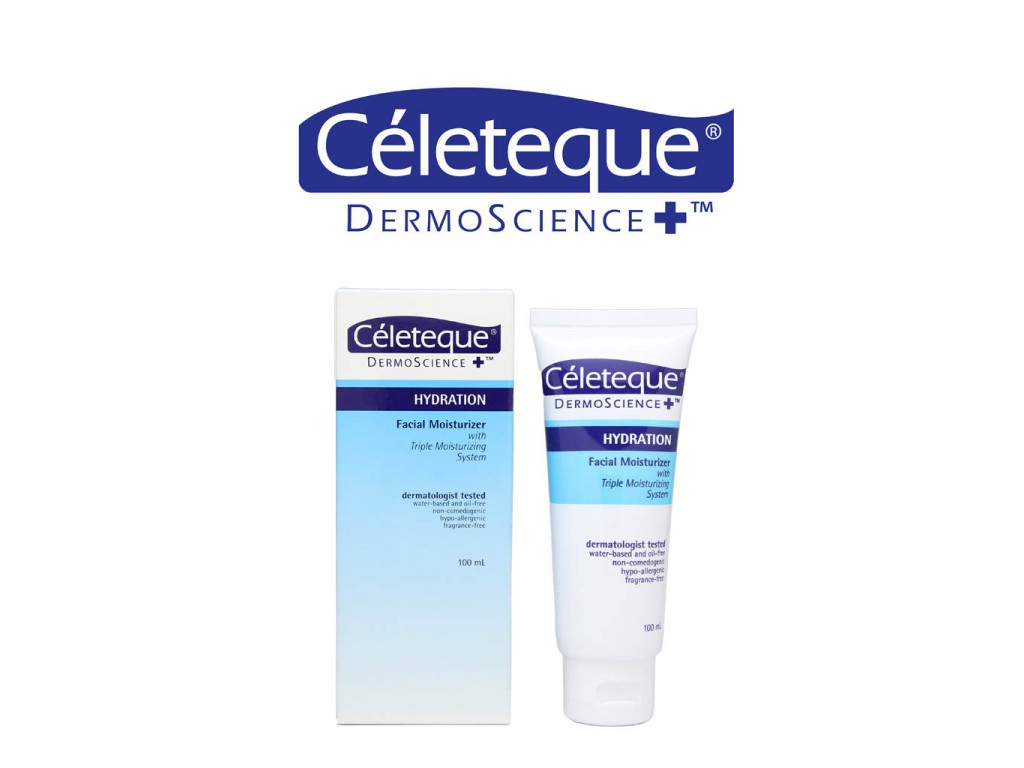 Céleteque®
DERMOSCIENCE +™
Céleteque®
DERMOSCIENCE +™
HYDRATION
Facial Moisturizer
with
Triple Moisturizing
System
dermatologist tested
water-based and oil-free
non-comedogenic
hypo-allergenic
fragrance-free
100 mL
Céleteque®
DERMOSCIENCE +™
HYDRATION
Facial Moisturizer
with
Triple Moisturizing
System
dermatologist tested
water-based and oil-free
non-comedogenic
hypo-allergenic
fragrance-free
100 mL